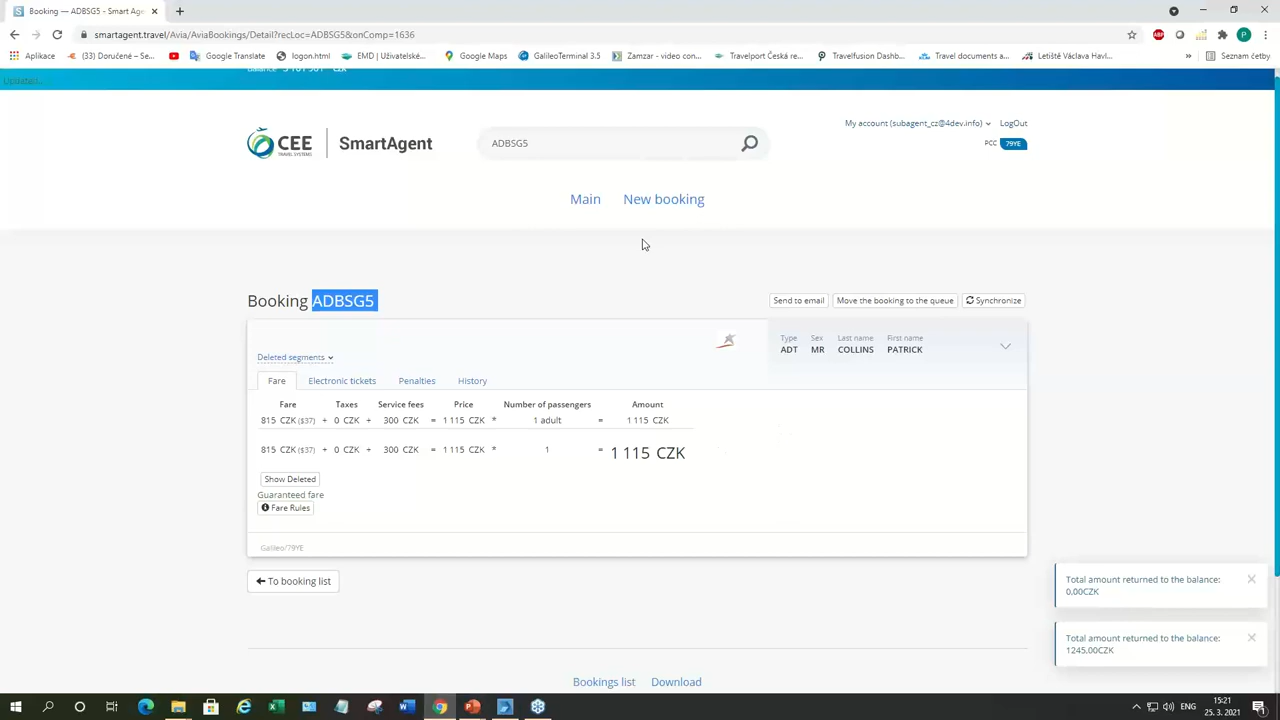 Booking — ADBSG5 - Smart Age
smartagent.travel/Avia/AviaBookings/Detail?recLoc=ADBSG5&onComp=1636
Aplikace (33) Doručené – Se... Google Translate logon.html EMD | Uživatelské... Google Maps GalileoTerminal 3.5 Zamzar - video con... Travelport Česká re... Travelfusion Dashb... Travel documents a... Letiště Václava Havl... » Seznam četby
CEE TRAVEL SYSTEMS SmartAgent
ADBSG5
My account (subagent_cz@4dev.info) LogOut
PCC 79YE
Main New booking
Booking ADBSG5
Send to email Move the booking to the queue Synchronize
Type Sex Last name First name
ADT MR COLLINS PATRICK
Deleted segments
Fare Electronic tickets Penalties History
Fare Taxes Service fees Price Number of passengers Amount
815 CZK ($37) + 0 CZK + 300 CZK = 1 115 CZK * 1 adult = 1 115 CZK
815 CZK ($37) + 0 CZK + 300 CZK = 1 115 CZK * 1 = 1 115 CZK
Show Deleted
Guaranteed fare
Fare Rules
Galileo/79YE
To booking list
Total amount returned to the balance:
0,00CZK
Total amount returned to the balance:
1245,00CZK
Bookings list Download
ENG
15:21
25. 3. 2021